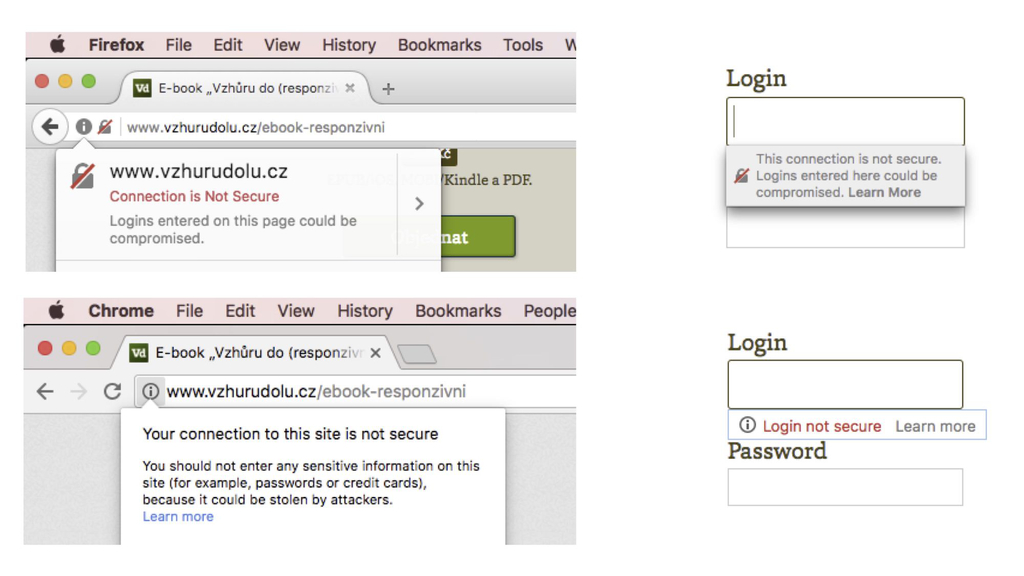 Firefox File Edit View History Bookmarks Tools W
Vd E-book „Vzhůru do (responzi
www.vzhurudolu.cz/ebook-responzivni
www.vzhurudolu.cz
Connection is Not Secure
Logins entered on this page could be
compromised.
/Kindle a PDF.
nat
Login
This connection is not secure.
Logins entered here could be
compromised. Learn More
Chrome File Edit View History Bookmarks People
Vd E-book „Vzhůru do (responziv
www.vzhurudolu.cz/ebook-responzivni
Your connection to this site is not secure
You should not enter any sensitive information on this
site (for example, passwords or credit cards),
because it could be stolen by attackers.
Learn more
Login
Login not secure Learn more
Password